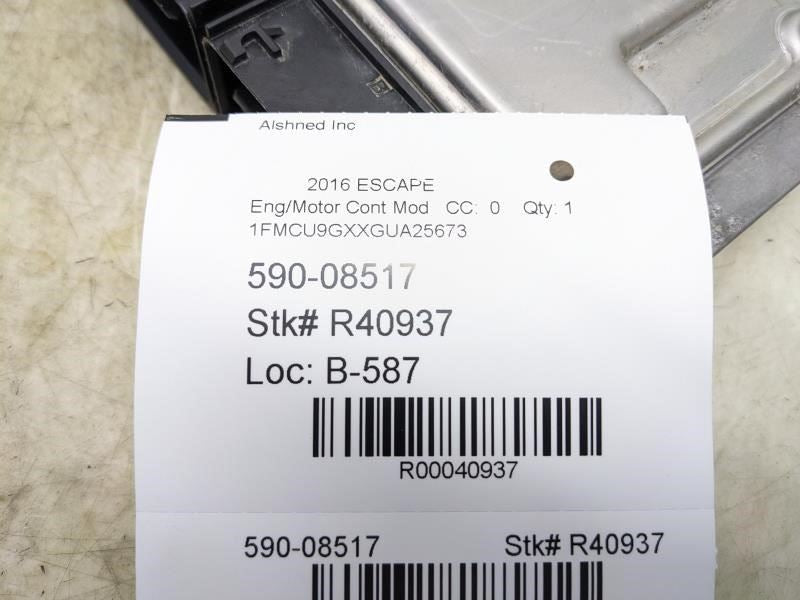 Alshned Inc
2016 ESCAPE
Eng/Motor Cont Mod CC: 0 Qty: 1
1FMCU9GXXGUA25673
590-08517
Stk# R40937
Loc: B-587
R00040937
590-08517 Stk# R40937